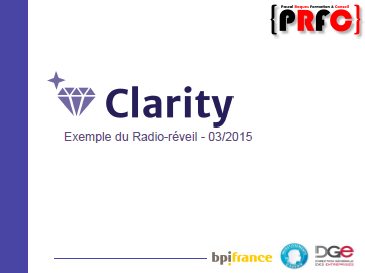 Pascal Roques Formation & Conseil
{PRFC}
Clarity
Exemple du Radio-réveil - 03/2015
bpifrance
DGe
DIRECTION GÉNÉRALE
DES ENTREPRISES